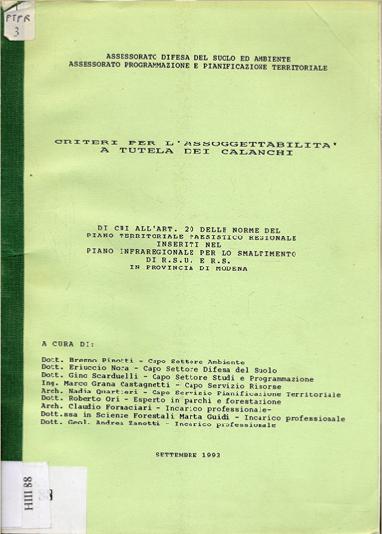 PTPR
3
ASSESSORATO DIFESA DEL SUOLO ED AMBIENTE
ASSESSORATO PROGRAMMAZIONE E PIANIFICAZIONE TERRITORIALE
CRITERI PER L'ASSOGGETTABILITA'
A TUTELA DEI CALANCHI
DI CUI ALL'ART. 20 DELLE NORME DEL
PIANO TERRITORIALE PAESISTICO REGIONALE
INSERITI NEL
PIANO INFRAREGIONALE PER LO SMALTIMENTO
DI R.S.U. E R.S.
IN PROVINCIA DI MODENA
A CURA DI:
Dott. Bruno Pinotti - Capo Settore Ambiente
Dott. Eriuccio Nora - Capo Settore Difesa del Suolo
Dott. Gino Scarduelli - Capo Settore Studi e Programmazione
Ing. Marco Grana Castagnetti - Capo Servizio Risorse
Arch. Nadia Quartieri - Capo Servizio Pianificazione Territoriale
Dott. Roberto Ori - Esperto in parchi e forestazione
Arch. Claudio Fornaciari - Incarico professionale-
Dott.ssa in Scienze Forestali Marta Guidi - Incarico professionale
Dott. Geol. Andrea Zanotti - Incarico professionale
SETTEMBRE 1993
HIII 88